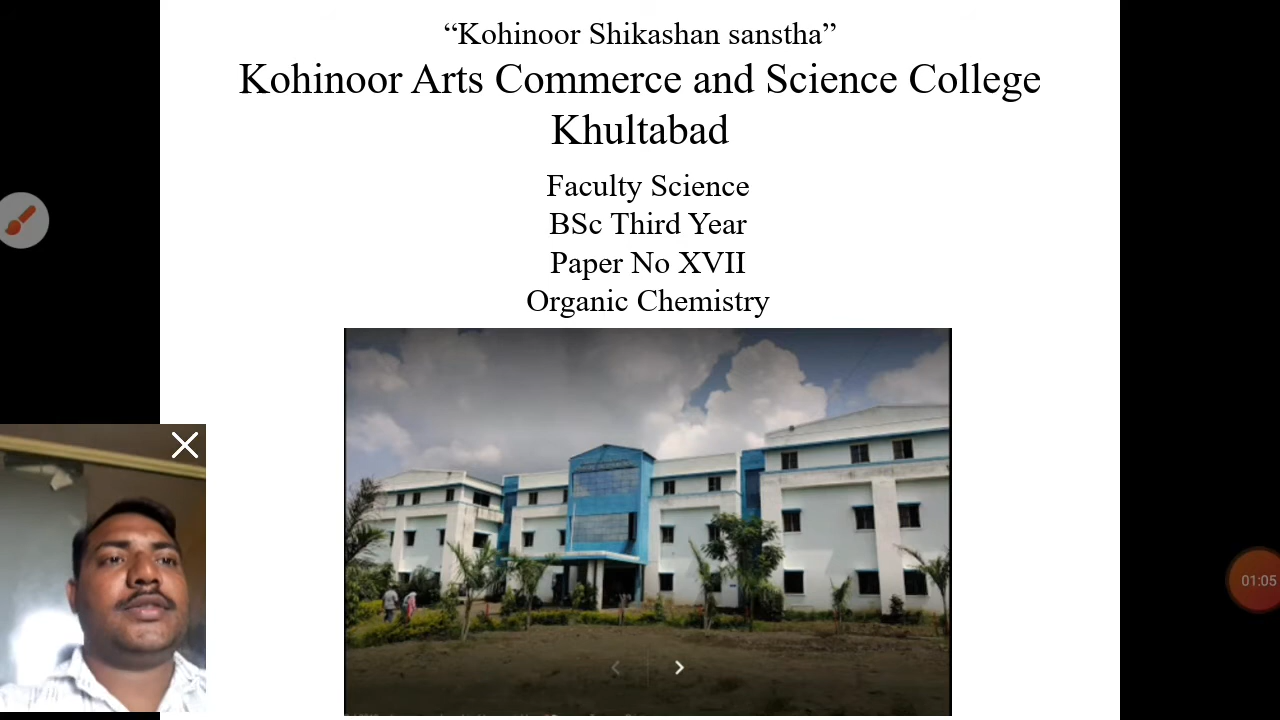 “Kohinoor Shikashan sanstha”
Kohinoor Arts Commerce and Science College
Khultabad
Faculty Science
BSc Third Year
Paper No XVII
Organic Chemistry
01:05